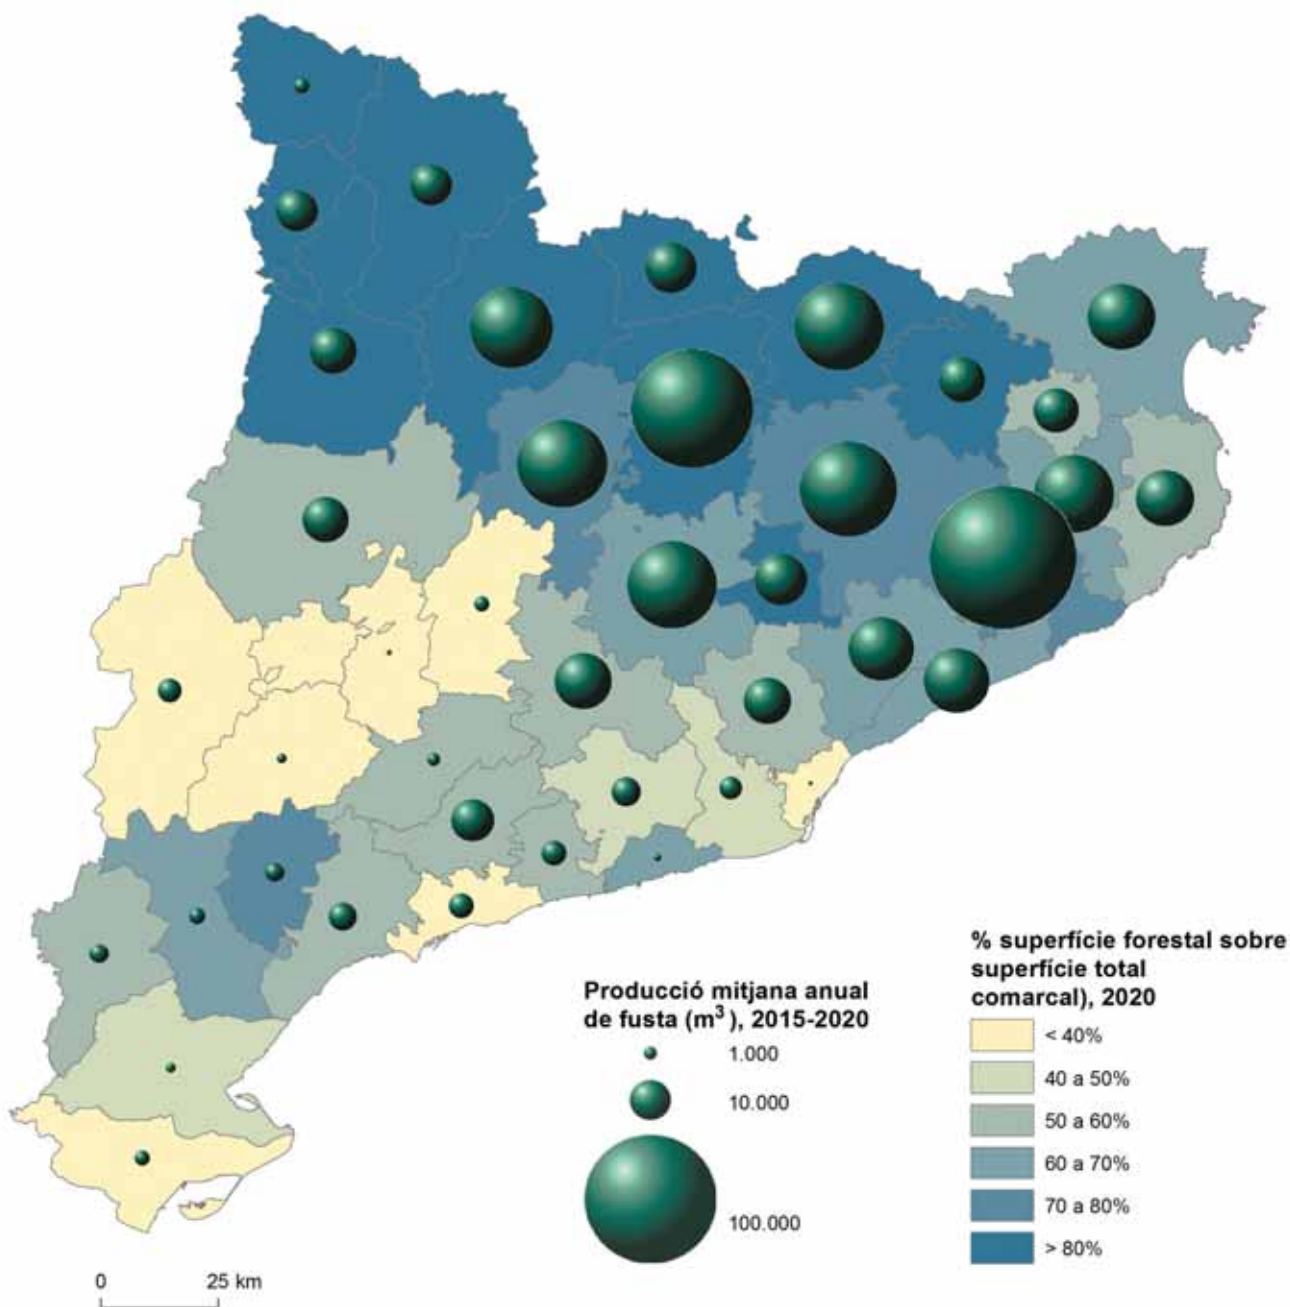 Producció mitjana anual
de fusta (m³), 2015-2020
1.000
10.000
100.000
% superfície forestal sobre
superfície total
comarcal), 2020
< 40%
40 a 50%
50 a 60%
60 a 70%
70 a 80%
> 80%
0 25 km